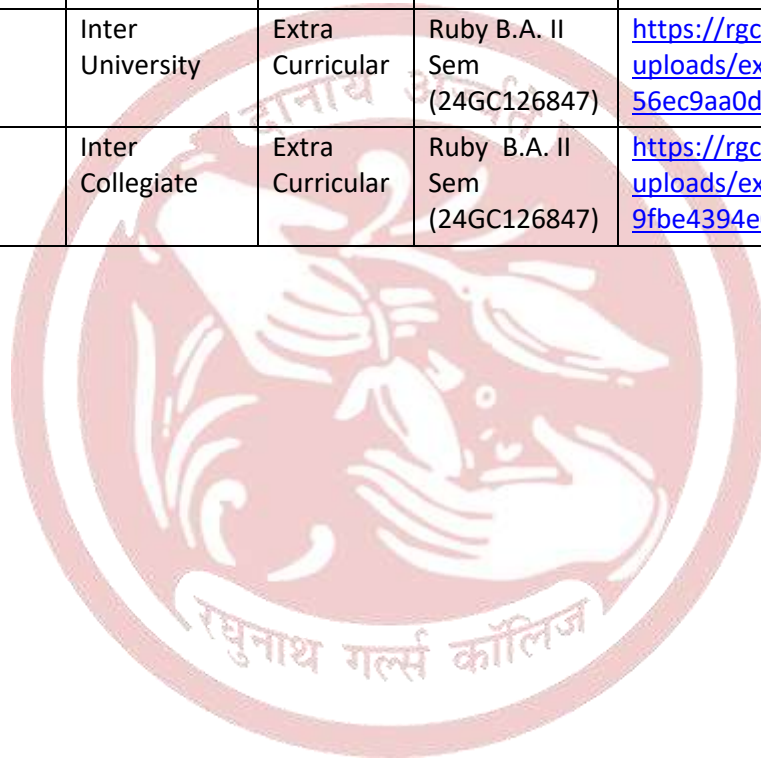 Inter University	Extra Curricular	Ruby B.A. II Sem (24GC126847)	https://rgc uploads/ex 56ec9aa0d
Inter Collegiate	Extra Curricular	Ruby B.A. II Sem (24GC126847)	https://rgc uploads/ex 9fbe4394e
रघुनाथ गर्ल्स कॉलिज